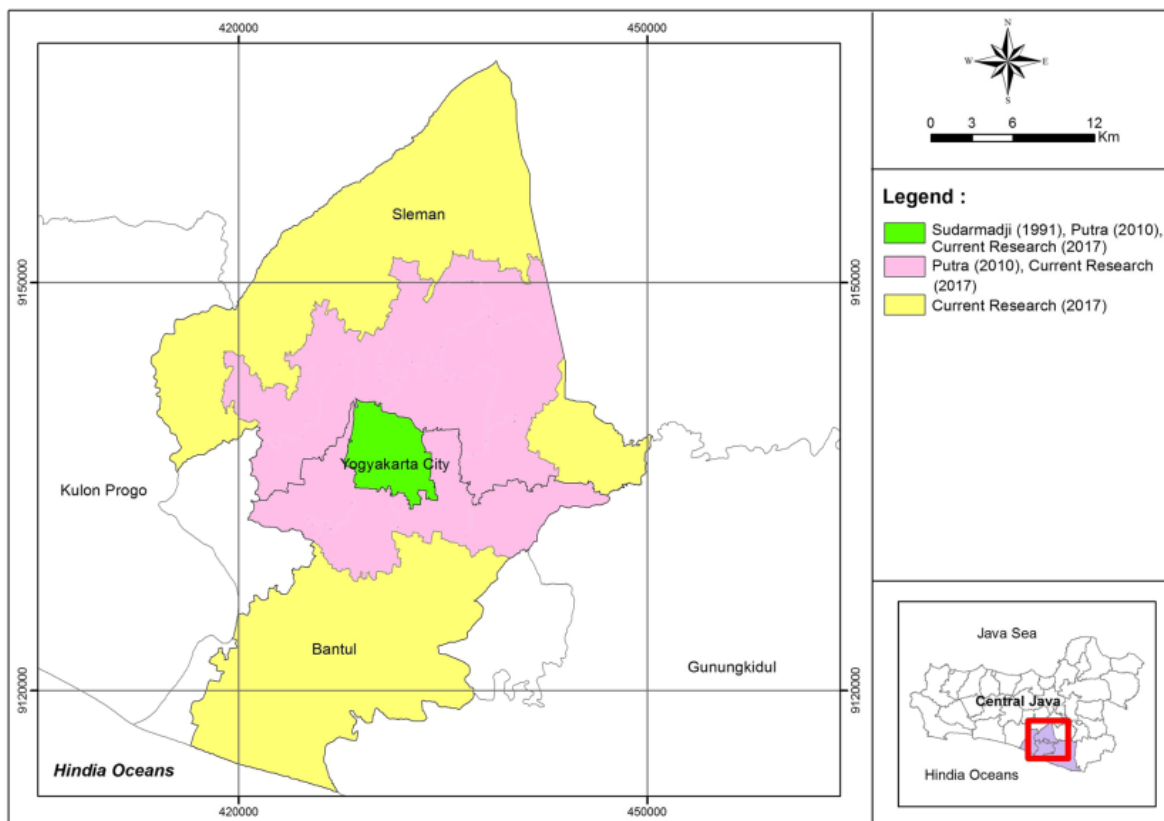 420000
450000
Sleman
9150000
9150000
Yogyakarta City
Kulon Progo
Bantul
Gunungkidul
9120000
9120000
Hindia Oceans
420000
450000
N
W
E
S
0 3 6 12
Km
Legend :
Sudarmadji (1991), Putra (2010),
Current Research (2017)
Putra (2010), Current Research
(2017)
Current Research (2017)
Java Sea
Central Java
Hindia Oceans